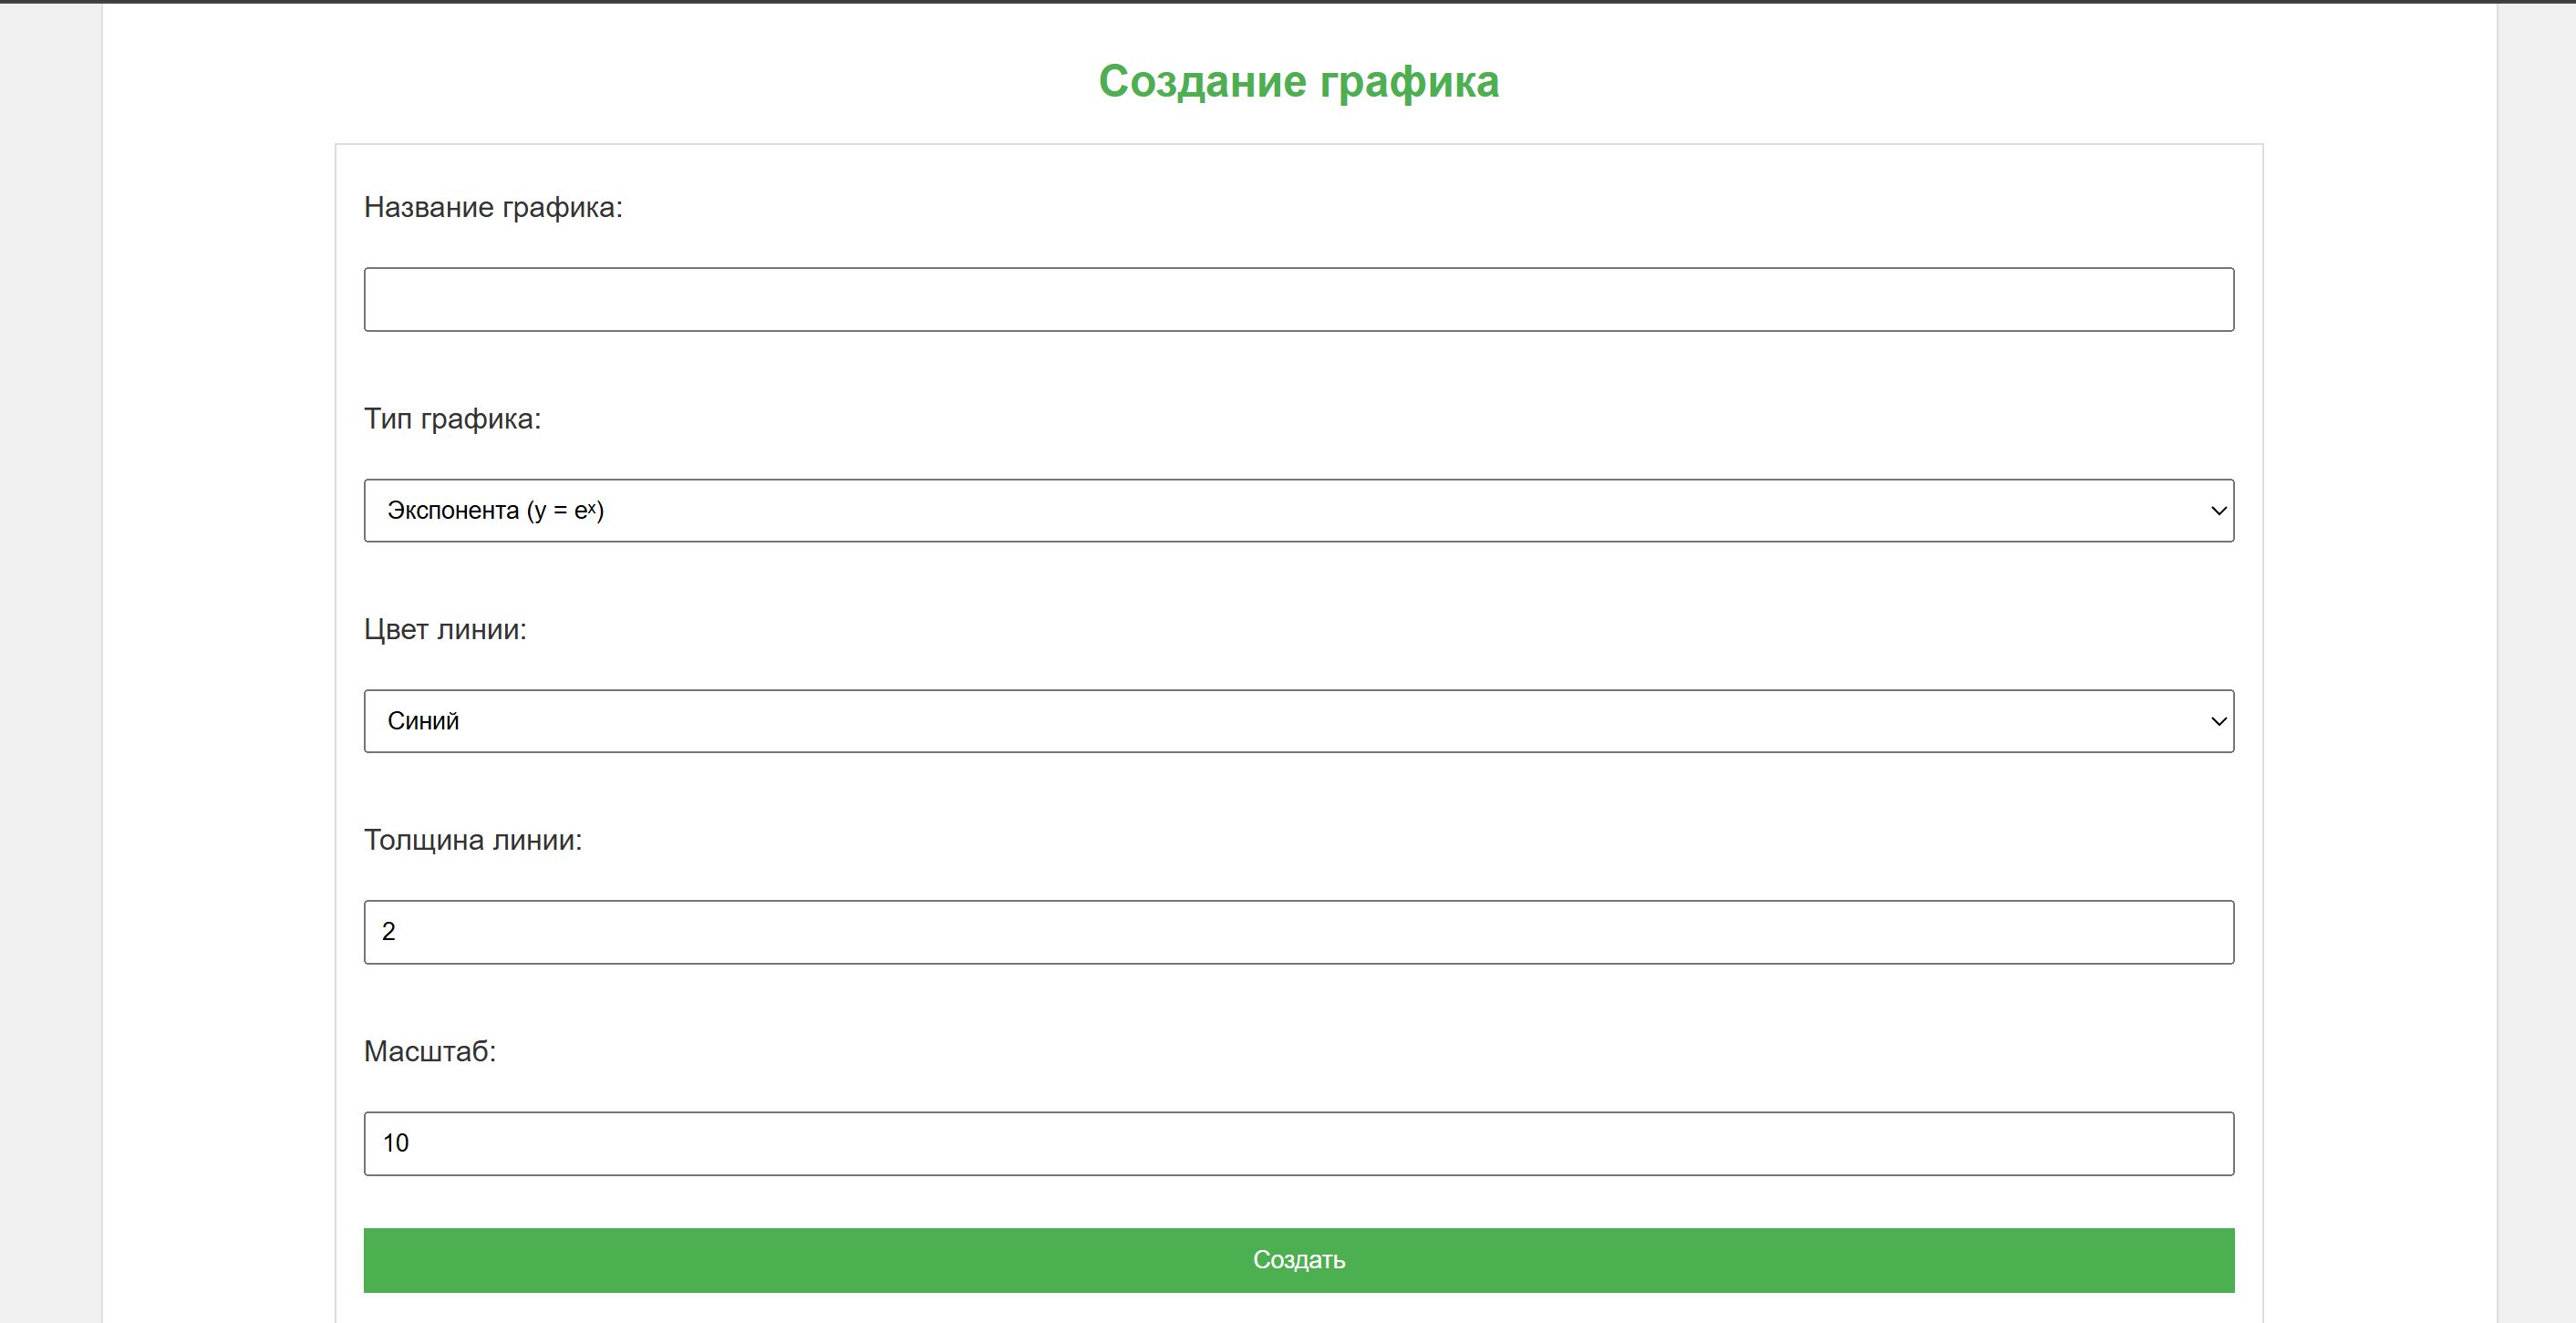 Создание графика
Название графика:
Тип графика:
Экспонента (y = eˣ)
Цвет линии:
Синий
Толщина линии:
2
Масштаб:
10
Создать